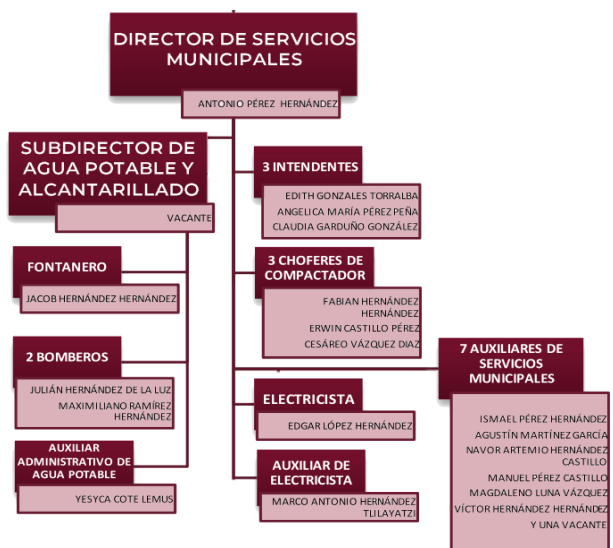 DIRECTOR DE SERVICIOS
MUNICIPALES
ANTONIO PÉREZ HERNÁNDEZ
SUBDIRECTOR DE
AGUA POTABLE Y
ALCANTARILLADO
VACANTE
FONTANERO
JACOB HERNÁNDEZ HERNÁNDEZ
2 BOMBEROS
JULIÁN HERNÁNDEZ DE LA LUZ
MAXIMILIANO RAMÍREZ
HERNÁNDEZ
AUXILIAR
ADMINISTRATIVO DE
AGUA POTABLE
YESYCA COTE LEMUS
3 INTENDENTES
EDITH GONZALES TORRALBA
ANGELICA MARÍA PÉREZ PEÑA
CLAUDIA GARDUÑO GONZÁLEZ
3 CHOFERES DE
COMPACTADOR
FABIAN HERNÁNDEZ
HERNÁNDEZ
ERWIN CASTILLO PÉREZ
CESÁREO VÁZQUEZ DIAZ
ELECTRICISTA
EDGAR LÓPEZ HERNÁNDEZ
AUXILIAR DE
ELECTRICISTA
MARCO ANTONIO HERNÁNDEZ
TLILAYATZI
7 AUXILIARES DE
SERVICIOS
MUNICIPALES
ISMAEL PÉREZ HERNÁNDEZ
AGUSTÍN MARTÍNEZ GARCÍA
NAVOR ARTEMIO HERNÁNDEZ
CASTILLO
MANUEL PÉREZ CASTILLO
MAGDALENO LUNA VÁZQUEZ
VÍCTOR HERNÁNDEZ HERNÁNDEZ
Y UNA VACANTE